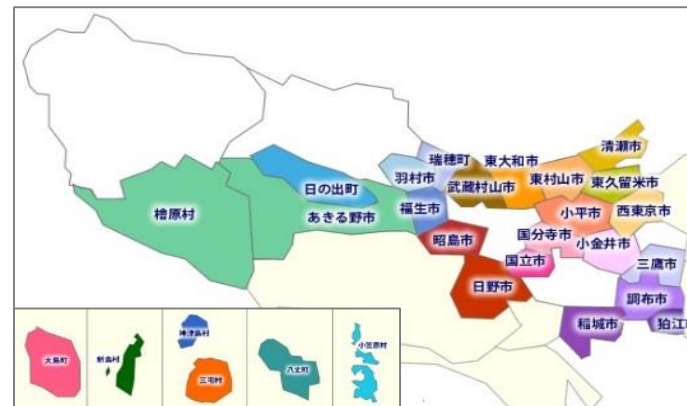 清瀬市
瑞穂町
東大和市
羽村市
武蔵村山市
東村山市
東久留米市
日の出町
檜原村
あきる野市
福生市
小平市
西東京市
昭島市
国分寺市
小金井市
国立市
三鷹市
日野市
調布市
稲城市
狛江
大島町
新島村
神津島村
三宅村
八丈町
小笠原村